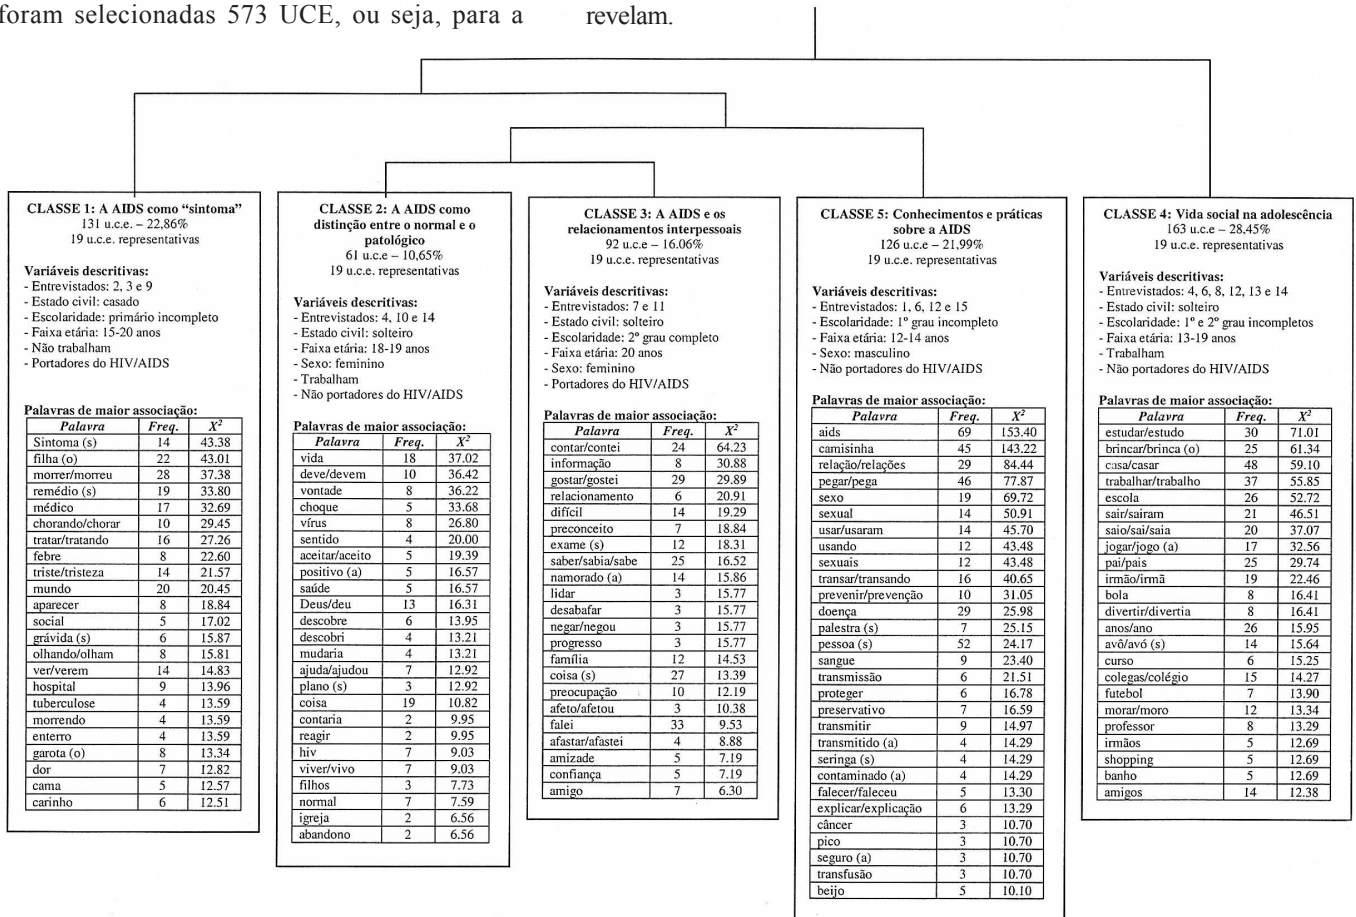 foram selecionadas 573 UCE, ou seja, para a
revelam.
CLASSE 1: A AIDS como “sintoma”
131 u.c.e. – 22,86%
19 u.c.e. representativas
Variáveis descritivas:
- Entrevistados: 2, 3 e 9
- Estado civil: casado
- Escolaridade: primário incompleto
- Faixa etária: 15-20 anos
- Não trabalham
- Portadores do HIV/AIDS
Palavras de maior associação:
Palavra Freq. X²
Sintoma (s) 14 43.38
filha (o) 22 43.01
morrer/morreu 28 37.38
remédio (s) 19 33.80
médico 17 32.69
chorando/chorar 10 29.45
tratar/tratando 16 27.26
febre 8 22.60
triste/tristeza 14 21.57
mundo 20 20.45
aparecer 8 18.84
social 5 17.02
grávida (s) 6 15.87
olhando/olham 8 15.81
ver/verem 14 14.83
hospital 9 13.96
tuberculose 4 13.59
morrendo 4 13.59
enterro 4 13.59
garota (o) 8 13.34
dor 7 12.82
cama 5 12.57
carinho 6 12.51
CLASSE 2: A AIDS como
distinção entre o normal e o
patológico
61 u.c.e – 10,65%
19 u.c.e. representativas
Variáveis descritivas:
- Entrevistados: 4, 10 e 14
- Estado civil: solteiro
- Faixa etária: 18-19 anos
- Sexo: feminino
- Trabalham
- Não portadores do HIV/AIDS
Palavras de maior associação:
Palavra Freq. X²
vida 18 37.02
deve/devem 10 36.42
vontade 8 36.22
choque 5 33.68
vírus 8 26.80
sentido 4 20.00
aceitar/aceito 5 19.39
positivo (a) 5 16.57
saúde 5 16.57
Deus/deu 13 16.31
descobre 6 13.95
descobri 4 13.21
mudaria 4 13.21
ajuda/ajudou 7 12.92
plano (s) 3 12.92
coisa 19 10.82
contaria 2 9.95
reagir 2 9.95
hiv 7 9.03
viver/vivo 7 9.03
filhos 3 7.73
normal 7 7.59
igreja 2 6.56
abandono 2 6.56
CLASSE 3: A AIDS e os
relacionamentos interpessoais
92 u.c.e – 16.06%
19 u.c.e. representativas
Variáveis descritivas:
- Entrevistados: 7 e 11
- Estado civil: solteiro
- Escolaridade: 2º grau completo
- Faixa etária: 20 anos
- Sexo: feminino
- Portadores do HIV/AIDS
Palavras de maior associação:
Palavra Freq. X²
contar/contei 24 64.23
informação 8 30.88
gostar/gostei 29 29.89
relacionamento 6 20.91
difícil 14 19.29
preconceito 7 18.84
exame (s) 12 18.31
saber/sabia/sabe 25 16.52
namorado (a) 14 15.86
lidar 3 15.77
desabafar 3 15.77
negar/negou 3 15.77
progresso 3 15.77
família 12 14.53
coisa (s) 27 13.39
preocupação 10 12.19
afeto/afetou 3 10.38
falei 33 9.53
afastar/afastei 4 8.88
amizade 5 7.19
confiança 5 7.19
amigo 7 6.30
CLASSE 5: Conhecimentos e práticas
sobre a AIDS
126 u.c.e – 21,99%
19 u.c.e. representativas
Variáveis descritivas:
- Entrevistados: 1, 6, 12 e 15
- Escolaridade: 1º grau incompleto
- Faixa etária: 12-14 anos
- Sexo: masculino
- Não portadores do HIV/AIDS
Palavras de maior associação:
Palavra Freq. X²
aids 69 153.40
camisinha 45 143.22
relação/relações 29 84.44
pegar/pega 46 77.87
sexo 19 69.72
sexual 14 50.91
usar/usaram 14 45.70
usando 12 43.48
sexuais 12 43.48
transar/transando 16 40.65
prevenir/prevenção 10 31.05
doença 29 25.98
palestra (s) 7 25.15
pessoa (s) 52 24.17
sangue 9 23.40
transmissão 6 21.51
proteger 6 16.78
preservativo 7 16.59
transmitir 9 14.97
transmitido (a) 4 14.29
seringa (s) 4 14.29
contaminado (a) 4 14.29
falecer/faleceu 5 13.30
explicar/explicação 6 13.29
câncer 3 10.70
pico 3 10.70
seguro (a) 3 10.70
transfusão 3 10.70
beijo 5 10.10
CLASSE 4: Vida social na adolescência
163 u.c.e – 28,45%
19 u.c.e. representativas
Variáveis descritivas:
- Entrevistados: 4, 6, 8, 12, 13 e 14
- Estado civil: solteiro
- Escolaridade: 1º e 2º grau incompletos
- Faixa etária: 13-19 anos
- Trabalham
- Não portadores do HIV/AIDS
Palavras de maior associação:
Palavra Freq. X²
estudar/estudo 30 71.01
brincar/brinca (o) 25 61.34
casa/casar 48 59.10
trabalhar/trabalho 37 55.85
escola 26 52.72
sair/sairam 21 46.51
saio/sai/saia 20 37.07
jogar/jogo (a) 17 32.56
pai/pais 25 29.74
irmão/irmã 19 22.46
bola 8 16.41
divertir/divertia 8 16.41
anos/ano 26 15.95
avô/avó (s) 14 15.64
curso 6 15.25
colegas/colégio 15 14.27
futebol 7 13.90
morar/moro 12 13.34
professor 8 13.29
irmãos 5 12.69
shopping 5 12.69
banho 5 12.69
amigos 14 12.38